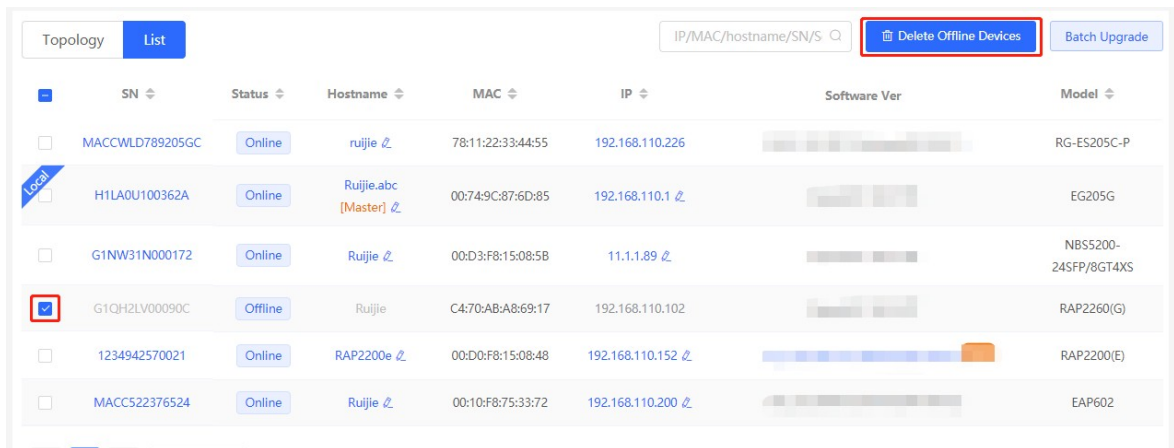 Topology List IP/MAC/hostname/SN/S Delete Offline Devices Batch Upgrade
SN Status Hostname MAC IP Software Ver Model
MACCWLD789205GC Online ruijie 78:11:22:33:44:55 192.168.110.226 RG-ES205C-P
Local
H1LA0U100362A Online Ruijie.abc 00:74:9C:87:6D:85 192.168.110.1 EG205G
[Master]
G1NW31N000172 Online Ruijie 00:D3:F8:15:08:5B 11.1.1.89 NBS5200-
24SFP/8GT4XS
G1QH2LV00090C Offline Ruijie C4:70:AB:A8:69:17 192.168.110.102 RAP2260(G)
1234942570021 Online RAP2200e 00:D0:F8:15:08:48 192.168.110.152 RAP2200(E)
MACC522376524 Online Ruijie 00:10:F8:75:33:72 192.168.110.200 EAP602